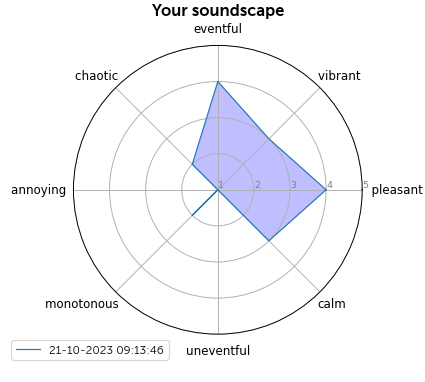 Your soundscape
eventful
chaotic
vibrant
annoying
1 2 3 4 5
pleasant
monotonous
calm
uneventful
21-10-2023 09:13:46